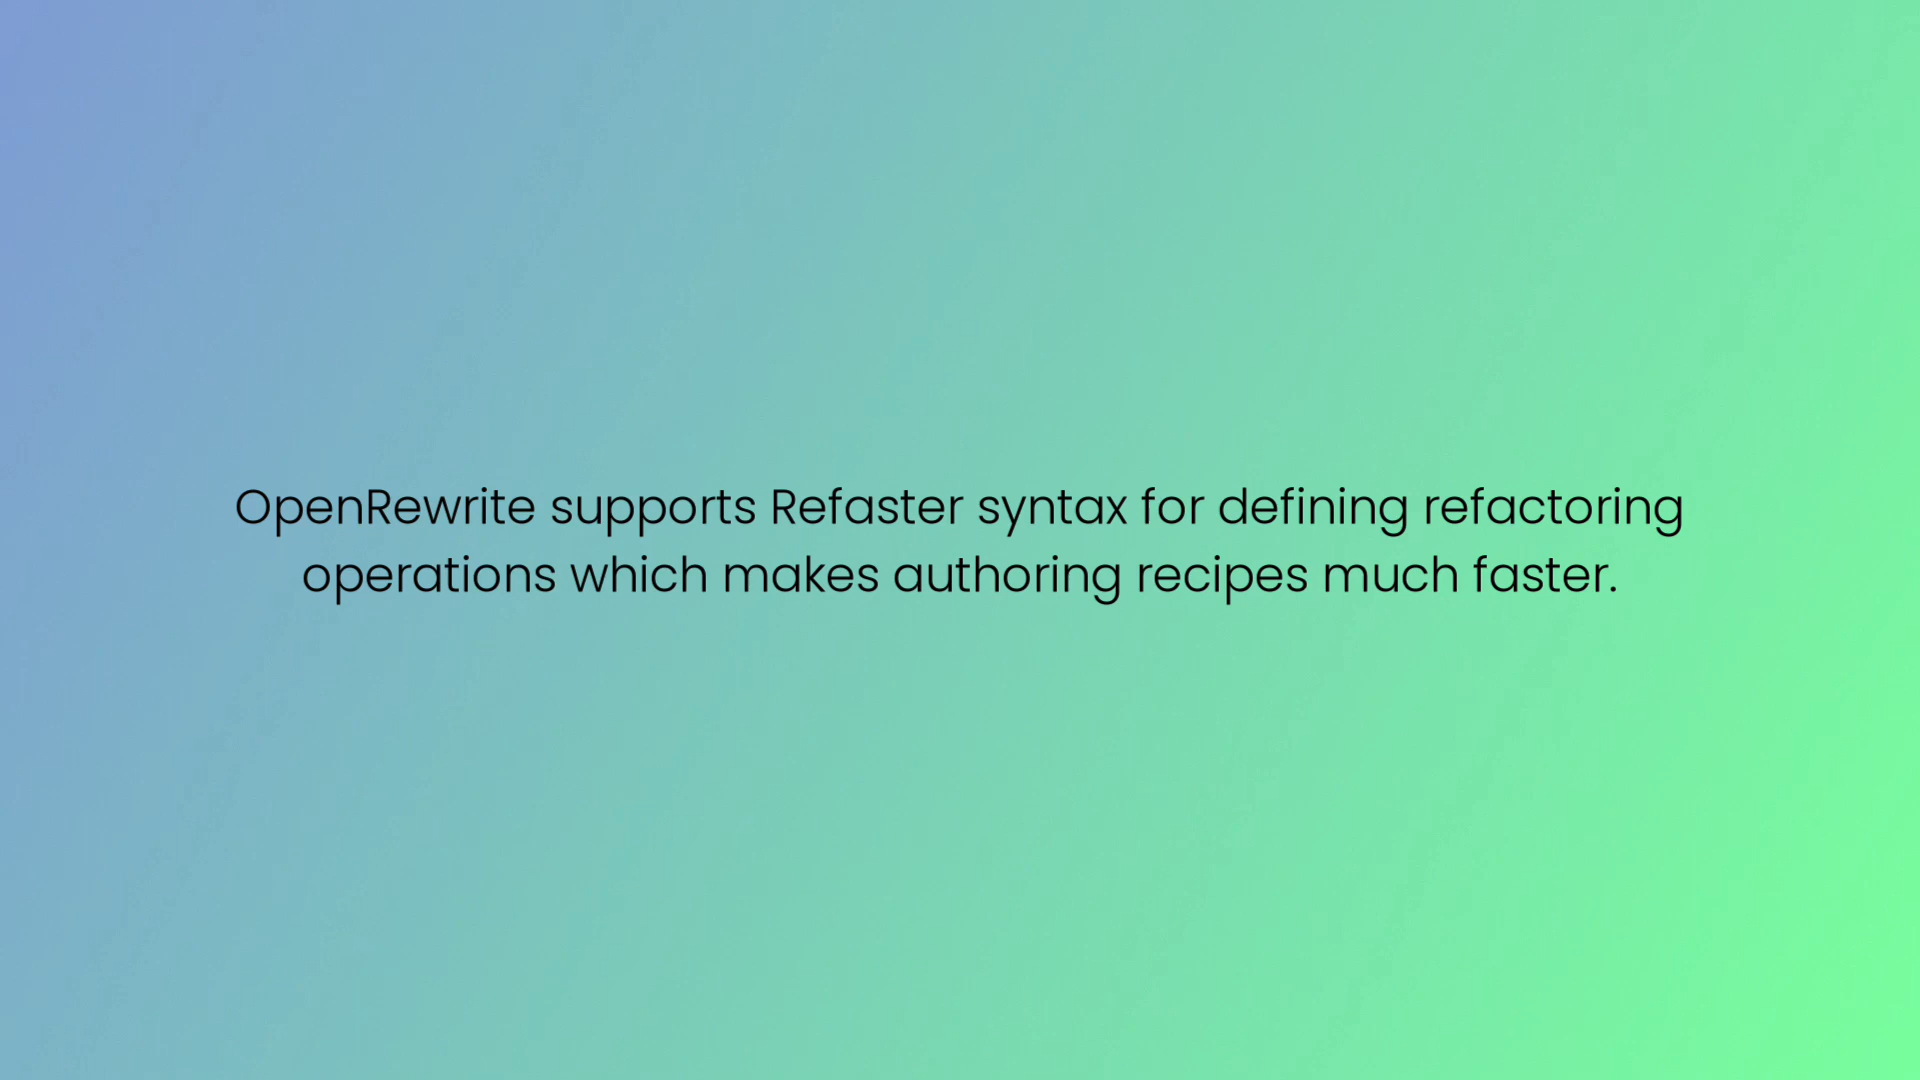 OpenRewrite supports Refaster syntax for defining refactoring
operations which makes authoring recipes much faster.